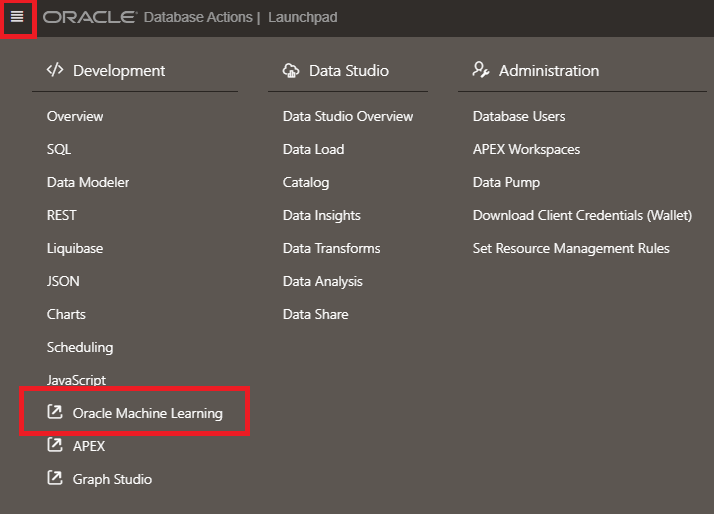 ORACLE Database Actions | Launchpad
</> Development
Overview
SQL
Data Modeler
REST
Liquibase
JSON
Charts
Scheduling
JavaScript
Oracle Machine Learning
APEX
Graph Studio
Data Studio
Data Studio Overview
Data Load
Catalog
Data Insights
Data Transforms
Data Analysis
Data Share
Administration
Database Users
APEX Workspaces
Data Pump
Download Client Credentials (Wallet)
Set Resource Management Rules